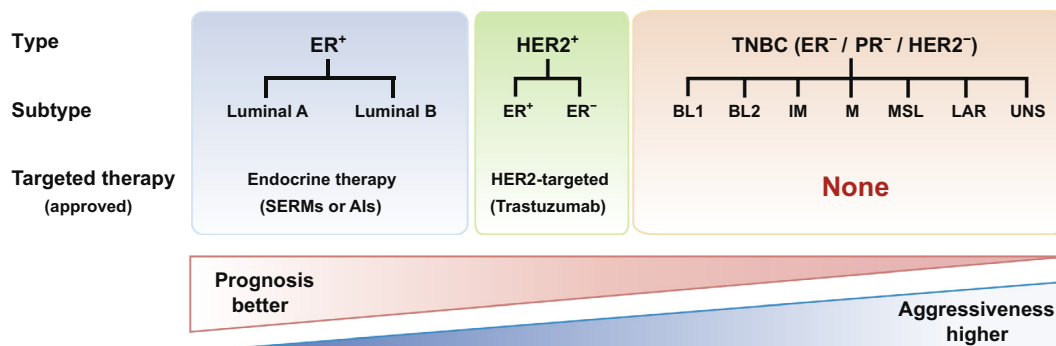 Type ER⁺ HER2⁺ TNBC (ER⁻ / PR⁻ / HER2⁻)
Subtype Luminal A Luminal B ER⁺ ER⁻ BL1 BL2 IM M MSL LAR UNS
Targeted therapy Endocrine therapy HER2-targeted None
(approved) (SERMs or AIs) (Trastuzumab)
Prognosis
better
Aggressiveness
higher